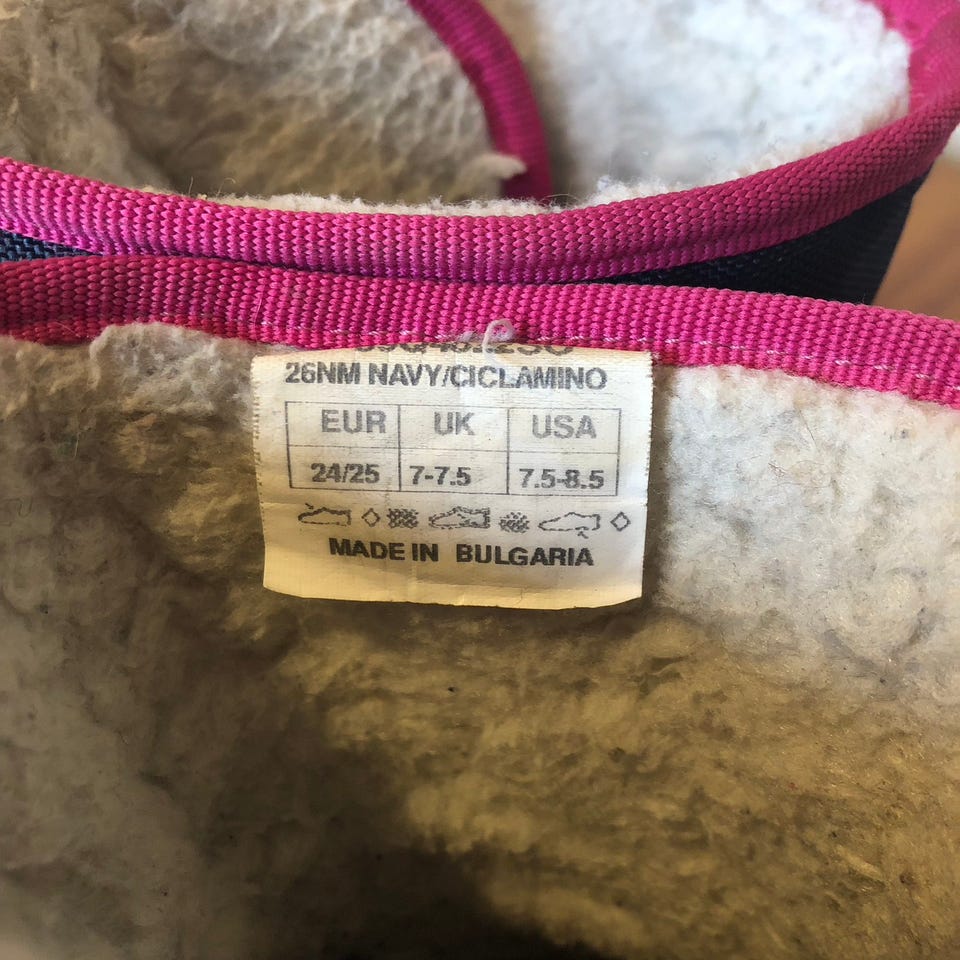 26NM NAVY/CICLAMINO
EUR UK USA
24/25 7-7.5 7.5-8.5
MADE IN BULGARIA